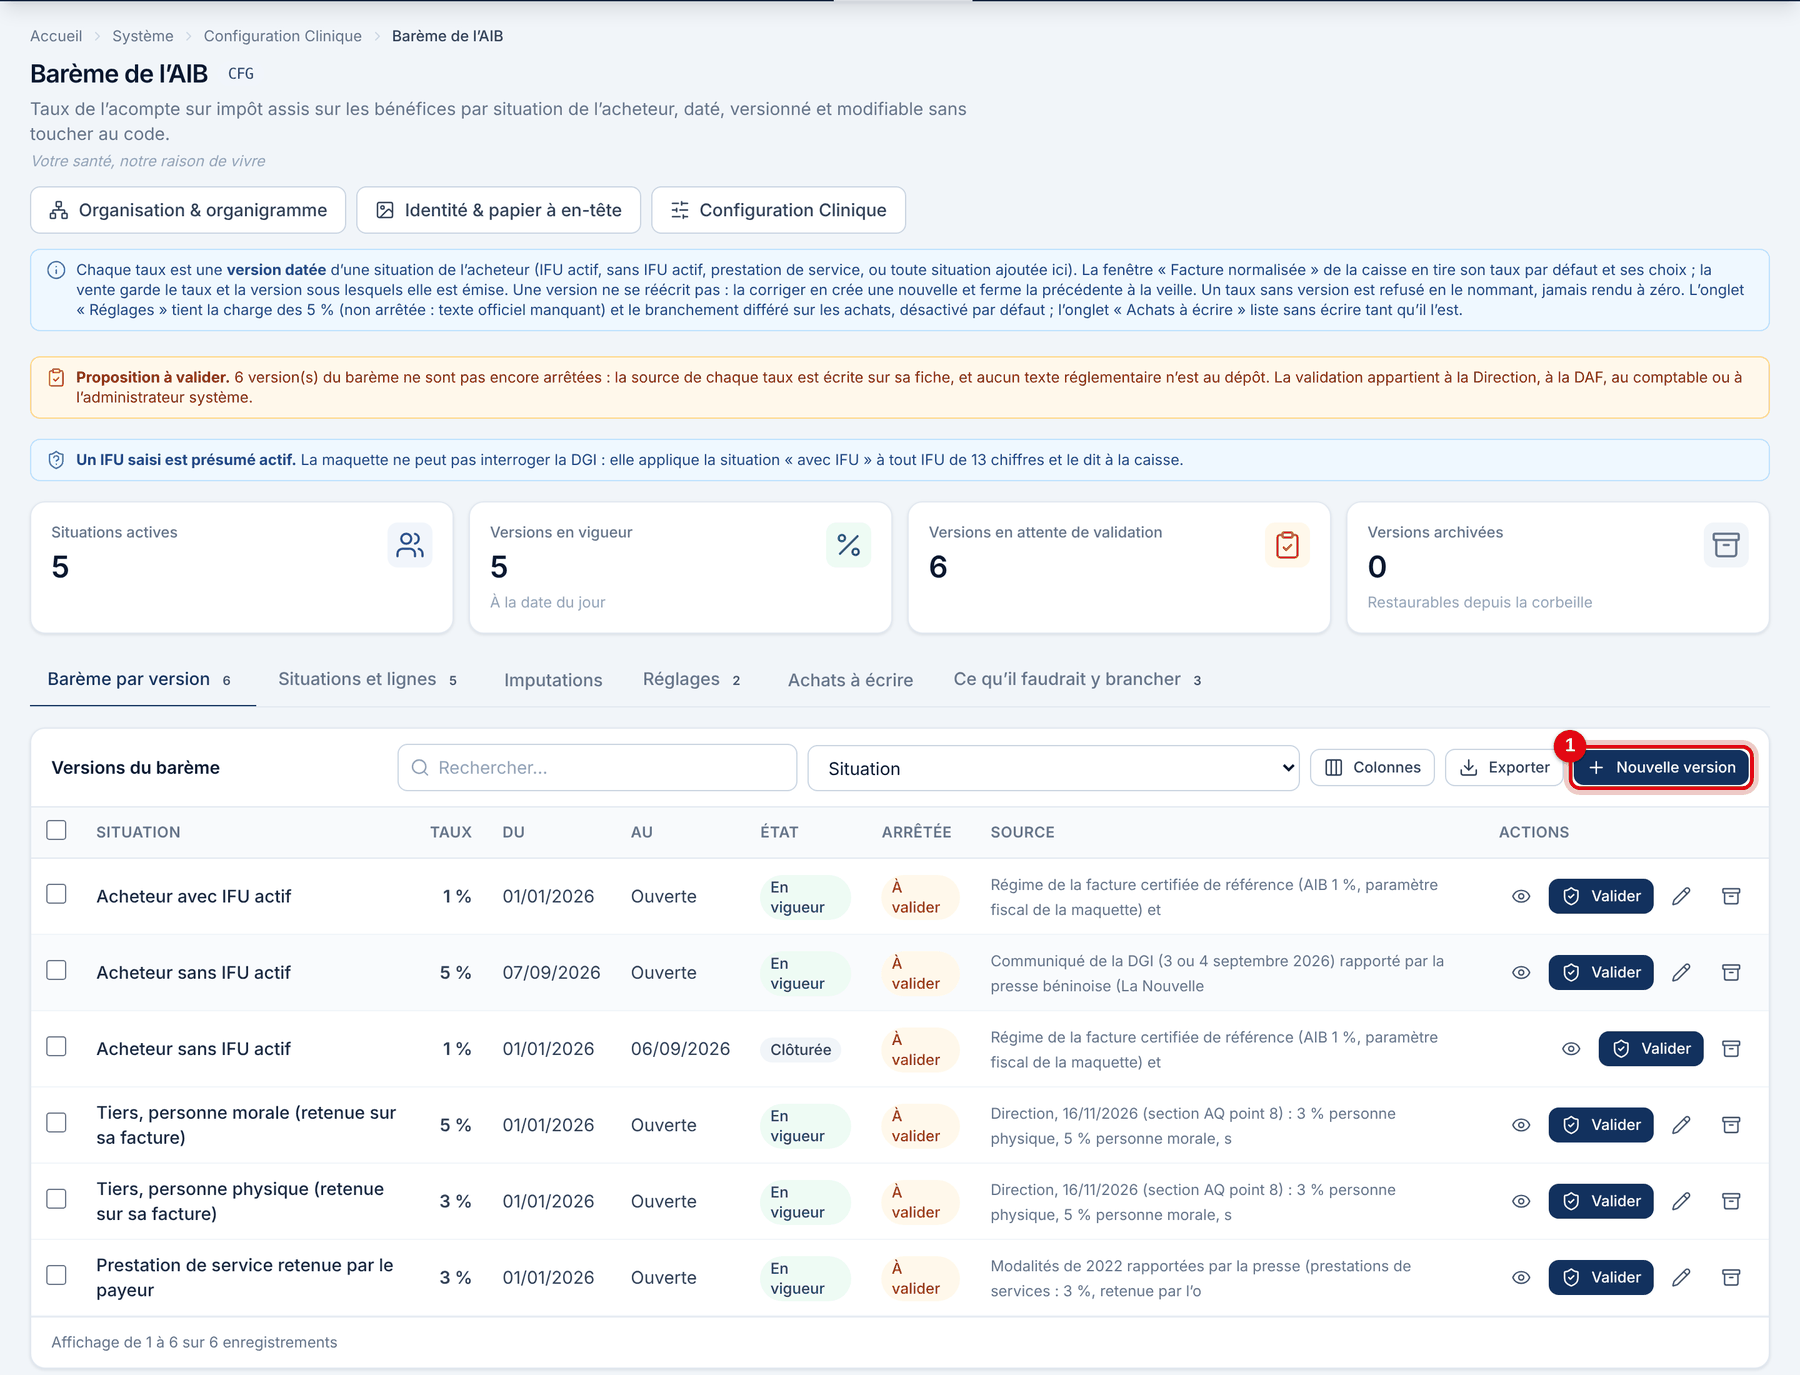 Accueil > Système > Configuration Clinique > Barème de l’AIB
Barème de l’AIB CFG
Taux de l’acompte sur impôt assis sur les bénéfices par situation de l’acheteur, daté, versionné et modifiable sans
toucher au code.
Votre santé, notre raison de vivre
Organisation & organigramme Identité & papier à en-tête Configuration Clinique
Chaque taux est une version datée d’une situation de l’acheteur (IFU actif, sans IFU actif, prestation de service, ou toute situation ajoutée ici). La fenêtre « Facture normalisée » de la caisse en tire son taux par défaut et ses choix ; la
vente garde le taux et la version sous lesquels elle est émise. Une version ne se réécrit pas : la corriger en crée une nouvelle et ferme la précédente à la veille. Un taux sans version est refusé en le nommant, jamais rendu à zéro. L’onglet
« Réglages » tient la charge des 5 % (non arrêtée : texte officiel manquant) et le branchement différé sur les achats, désactivé par défaut ; l’onglet « Achats à écrire » liste sans écrire tant qu’il l’est.
Proposition à valider. 6 version(s) du barème ne sont pas encore arrêtées : la source de chaque taux est écrite sur sa fiche, et aucun texte réglementaire n’est au dépôt. La validation appartient à la Direction, à la DAF, au comptable ou à
l’administrateur système.
Un IFU saisi est présumé actif. La maquette ne peut pas interroger la DGI : elle applique la situation « avec IFU » à tout IFU de 13 chiffres et le dit à la caisse.
Situations actives
5
Versions en vigueur
5
À la date du jour
Versions en attente de validation
6
Versions archivées
0
Restaurables depuis la corbeille
Barème par version 6 Situations et lignes 5 Imputations Réglages 2 Achats à écrire Ce qu’il faudrait y brancher 3
Versions du barème Rechercher... Situation Colonnes Exporter 1 Nouvelle version
SITUATION TAUX DU AU ÉTAT ARRÊTÉE SOURCE ACTIONS
Acheteur avec IFU actif 1 % 01/01/2026 Ouverte En vigueur À valider Régime de la facture certifiée de référence (AIB 1 %, paramètre
fiscal de la maquette) et Valider
Acheteur sans IFU actif 5 % 07/09/2026 Ouverte En vigueur À valider Communiqué de la DGI (3 ou 4 septembre 2026) rapporté par la
presse béninoise (La Nouvelle Valider
Acheteur sans IFU actif 1 % 01/01/2026 06/09/2026 Clôturée À valider Régime de la facture certifiée de référence (AIB 1 %, paramètre
fiscal de la maquette) et Valider
Tiers, personne morale (retenue sur
sa facture) 5 % 01/01/2026 Ouverte En vigueur À valider Direction, 16/11/2026 (section AQ point 8) : 3 % personne
physique, 5 % personne morale, s Valider
Tiers, personne physique (retenue
sur sa facture) 3 % 01/01/2026 Ouverte En vigueur À valider Direction, 16/11/2026 (section AQ point 8) : 3 % personne
physique, 5 % personne morale, s Valider
Prestation de service retenue par le
payeur 3 % 01/01/2026 Ouverte En vigueur À valider Modalités de 2022 rapportées par la presse (prestations de
services : 3 %, retenue par l’o Valider
Affichage de 1 à 6 sur 6 enregistrements